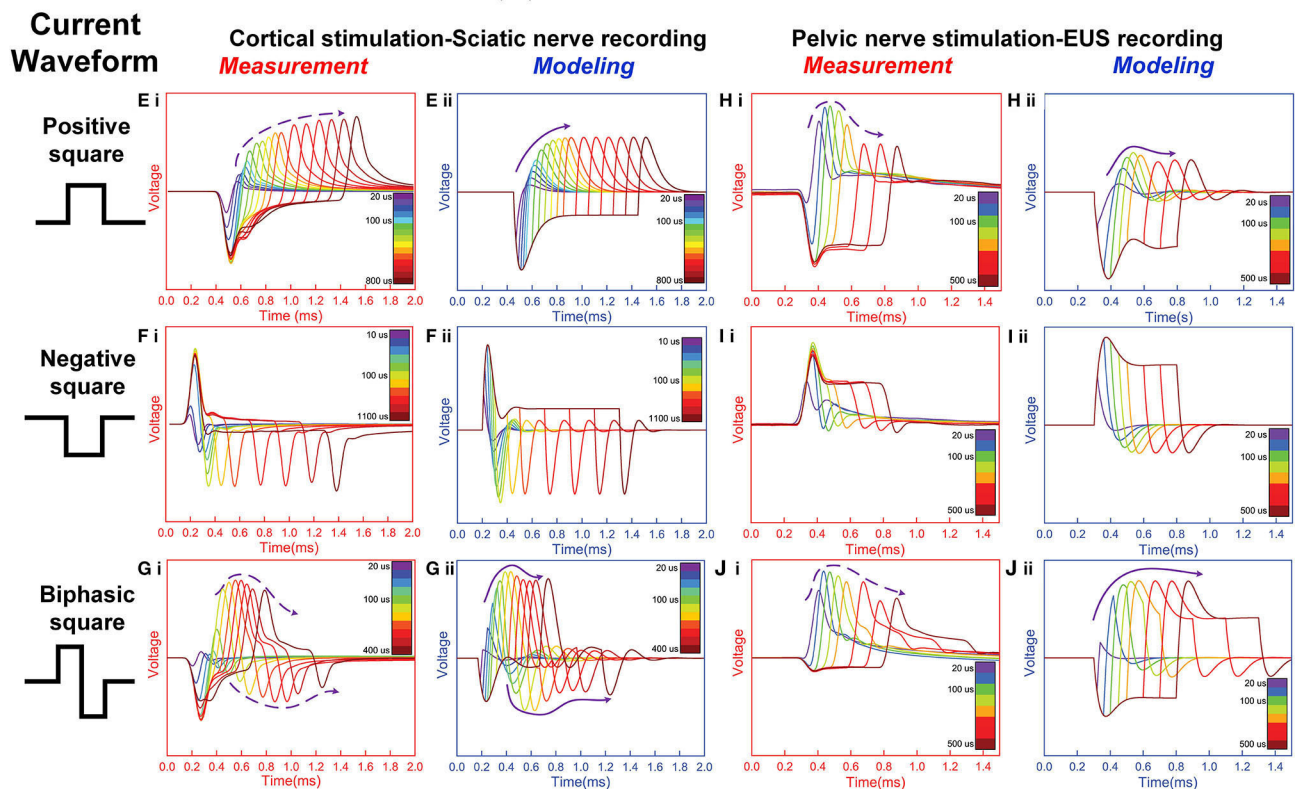 Current
Waveform
Cortical stimulation-Sciatic nerve recording
Pelvic nerve stimulation-EUS recording
Measurement
Modeling
Measurement
Modeling
Positive
square
E i
Voltage
20 us
100 us
800 us
0.0 0.2 0.4 0.6 0.8 1.0 1.2 1.4 1.6 1.8 2.0
Time (ms)
E ii
Voltage
20 us
100 us
800 us
0.0 0.2 0.4 0.6 0.8 1.0 1.2 1.4 1.6 1.8 2.0
Time(ms)
H i
Voltage
20 us
100 us
500 us
0.0 0.2 0.4 0.6 0.8 1.0 1.2 1.4
Time(ms)
H ii
Voltage
20 us
100 us
500 us
0.0 0.2 0.4 0.6 0.8 1.0 1.2 1.4
Time(s)
Negative
square
F i
Voltage
10 us
100 us
1100 us
0.0 0.2 0.4 0.6 0.8 1.0 1.2 1.4 1.6 1.8 2.0
Time(ms)
F ii
Voltage
10 us
100 us
1100 us
0.0 0.2 0.4 0.6 0.8 1.0 1.2 1.4 1.6 1.8 2.0
Time(ms)
I i
Voltage
20 us
100 us
500 us
0.0 0.2 0.4 0.6 0.8 1.0 1.2 1.4
Time(ms)
I ii
Voltage
20 us
100 us
500 us
0.0 0.2 0.4 0.6 0.8 1.0 1.2 1.4
Time(ms)
Biphasic
square
G i
Voltage
20 us
100 us
400 us
0.0 0.2 0.4 0.6 0.8 1.0 1.2 1.4 1.6 1.8 2.0
Time(ms)
G ii
Voltage
20 us
100 us
400 us
0.0 0.2 0.4 0.6 0.8 1.0 1.2 1.4 1.6 1.8 2.0
Time(ms)
J i
Voltage
20 us
100 us
500 us
0.0 0.2 0.4 0.6 0.8 1.0 1.2 1.4
Time(ms)
J ii
Voltage
20 us
100 us
500 us
0.0 0.2 0.4 0.6 0.8 1.0 1.2 1.4
Time(ms)